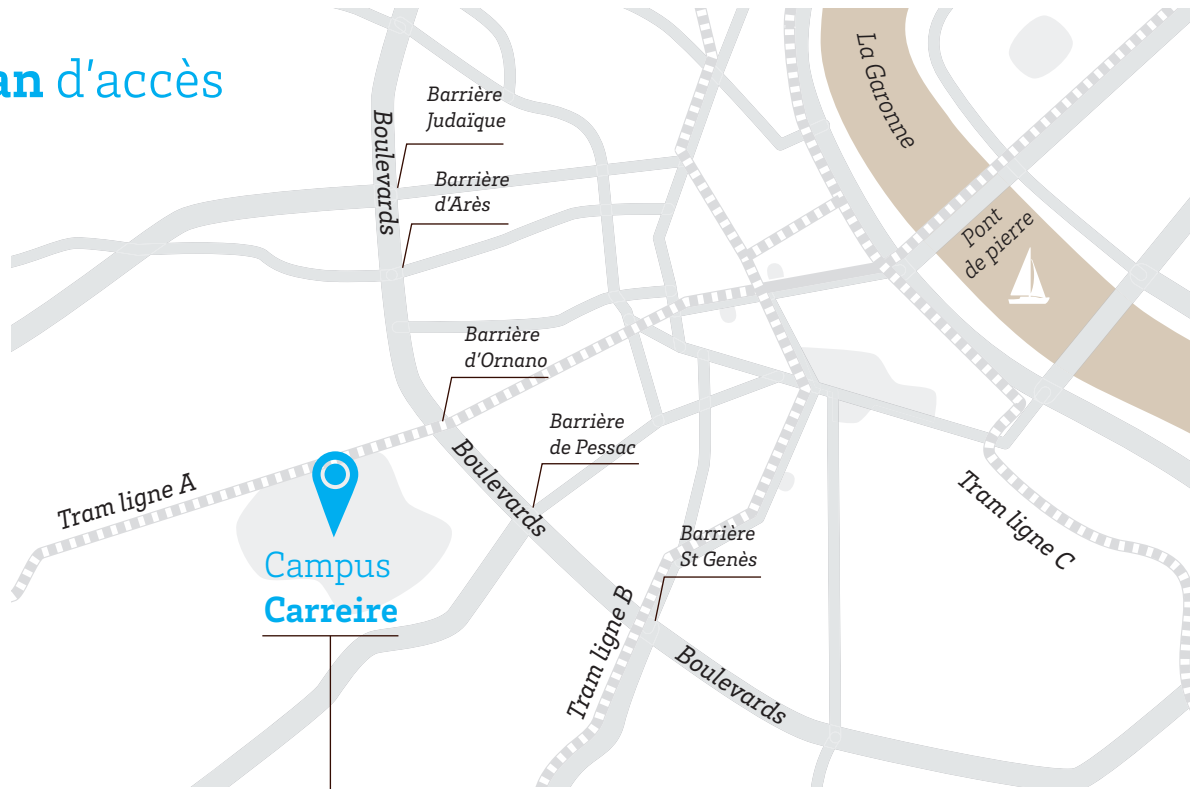 an d'accès
Barrière
Judaïque
Boulevards
Barrière
d'Arès
La Garonne
Pont
de pierre
Barrière
d'Ornano
Barrière
de Pessac
Boulevards
Tram ligne A
Campus
Carreire
Barrière
St Genès
Tram ligne B
Boulevards
Tram ligne C